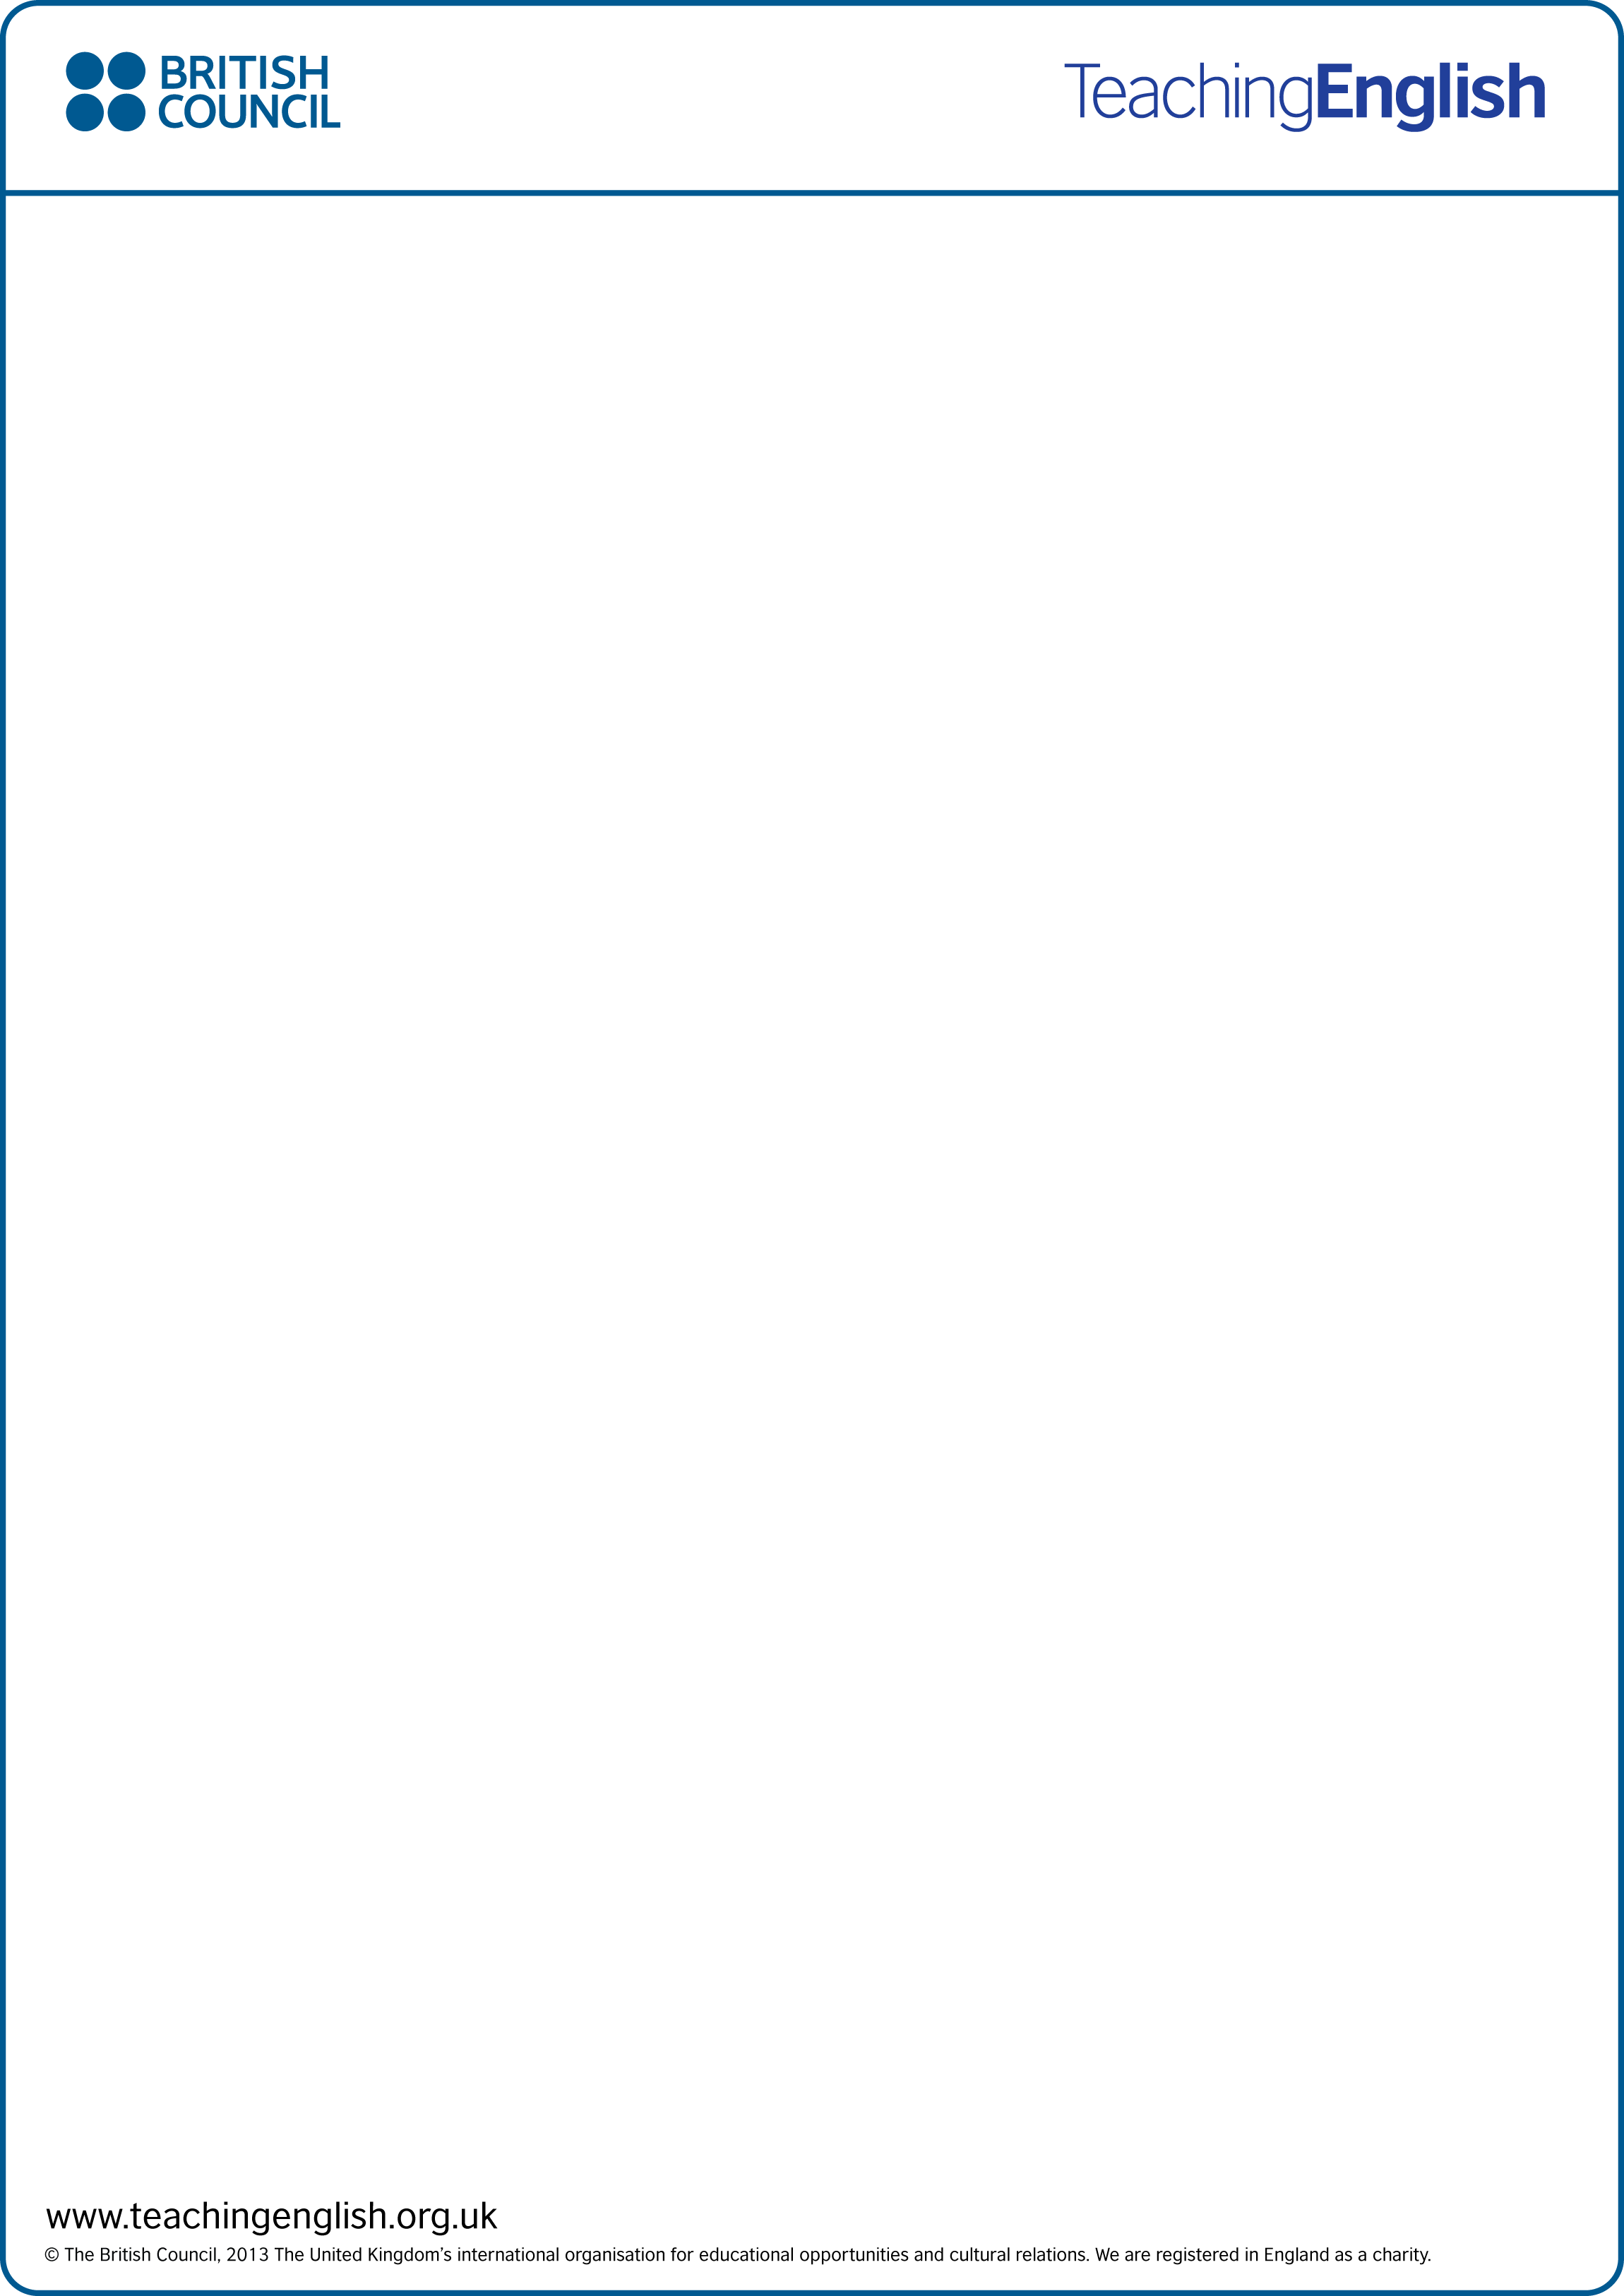 BRITISH
COUNCIL
TeachingEnglish
www.teachingenglish.org.uk
© The British Council, 2013 The United Kingdom’s international organisation for educational opportunities and cultural relations. We are registered in England as a charity.